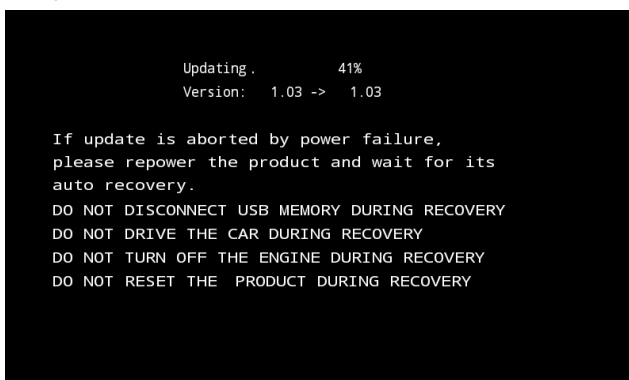 Updating. 41%
Version: 1.03 -> 1.03
If update is aborted by power failure,
please repower the product and wait for its
auto recovery.
DO NOT DISCONNECT USB MEMORY DURING RECOVERY
DO NOT DRIVE THE CAR DURING RECOVERY
DO NOT TURN OFF THE ENGINE DURING RECOVERY
DO NOT RESET THE PRODUCT DURING RECOVERY